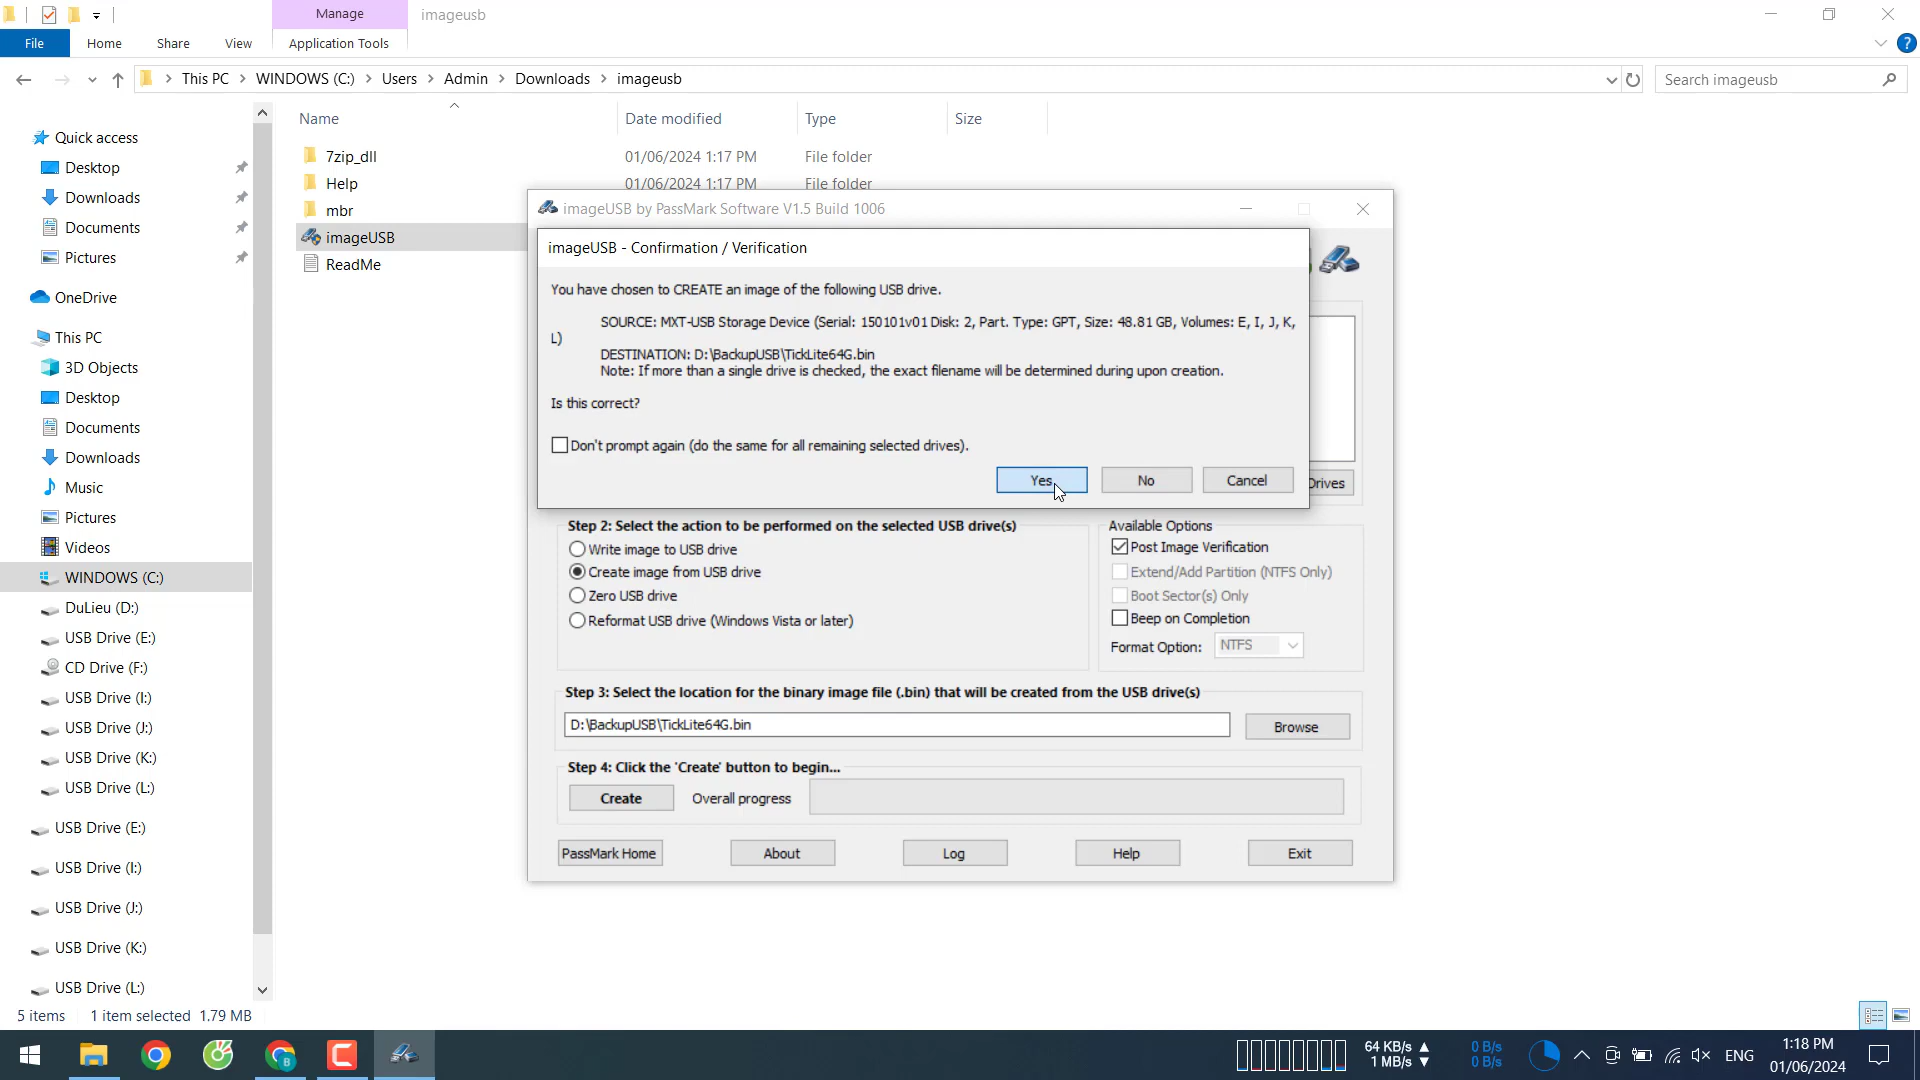 Manage
imageusb
File
Home
Share
View
Application Tools
?
This PC
WINDOWS (C:)
Users
Admin
Downloads
imageusb
Search imageusb
Name
Date modified
Type
Size
Quick access
Desktop
Downloads
Documents
Pictures
OneDrive
This PC
3D Objects
Desktop
Documents
Downloads
Music
Pictures
Videos
WINDOWS (C:)
DuLieu (D:)
USB Drive (E:)
CD Drive (F:)
USB Drive (I:)
USB Drive (J:)
USB Drive (K:)
USB Drive (L:)
USB Drive (E:)
USB Drive (I:)
USB Drive (J:)
USB Drive (K:)
USB Drive (L:)
7zip_dll 01/06/2024 1:17 PM File folder
Help 01/06/2024 1:17 PM File folder
mbr
imageUSB
ReadMe
imageUSB by PassMark Software V1.5 Build 1006
imageUSB - Confirmation / Verification
You have chosen to CREATE an image of the following USB drive.
SOURCE: MXT-USB Storage Device (Serial: 150101v01 Disk: 2, Part. Type: GPT, Size: 48.81 GB, Volumes: E, I, J, K,
L)
DESTINATION: D:\BackupUSB\TickLite64G.bin
Note: If more than a single drive is checked, the exact filename will be determined during upon creation.
Is this correct?
Don't prompt again (do the same for all remaining selected drives).
Yes
No
Cancel
Drives
Step 2: Select the action to be performed on the selected USB drive(s)
Write image to USB drive
Create image from USB drive
Zero USB drive
Reformat USB drive (Windows Vista or later)
Available Options
Post Image Verification
Extend/Add Partition (NTFS Only)
Boot Sector(s) Only
Beep on Completion
Format Option: NTFS
Step 3: Select the location for the binary image file (.bin) that will be created from the USB drive(s)
D:\BackupUSB\TickLite64G.bin
Browse
Step 4: Click the 'Create' button to begin...
Create
Overall progress
PassMark Home
About
Log
Help
Exit
5 items
1 item selected 1.79 MB
B
64 KB/s
1 MB/s
0 B/s
0 B/s
ENG
1:18 PM
01/06/2024